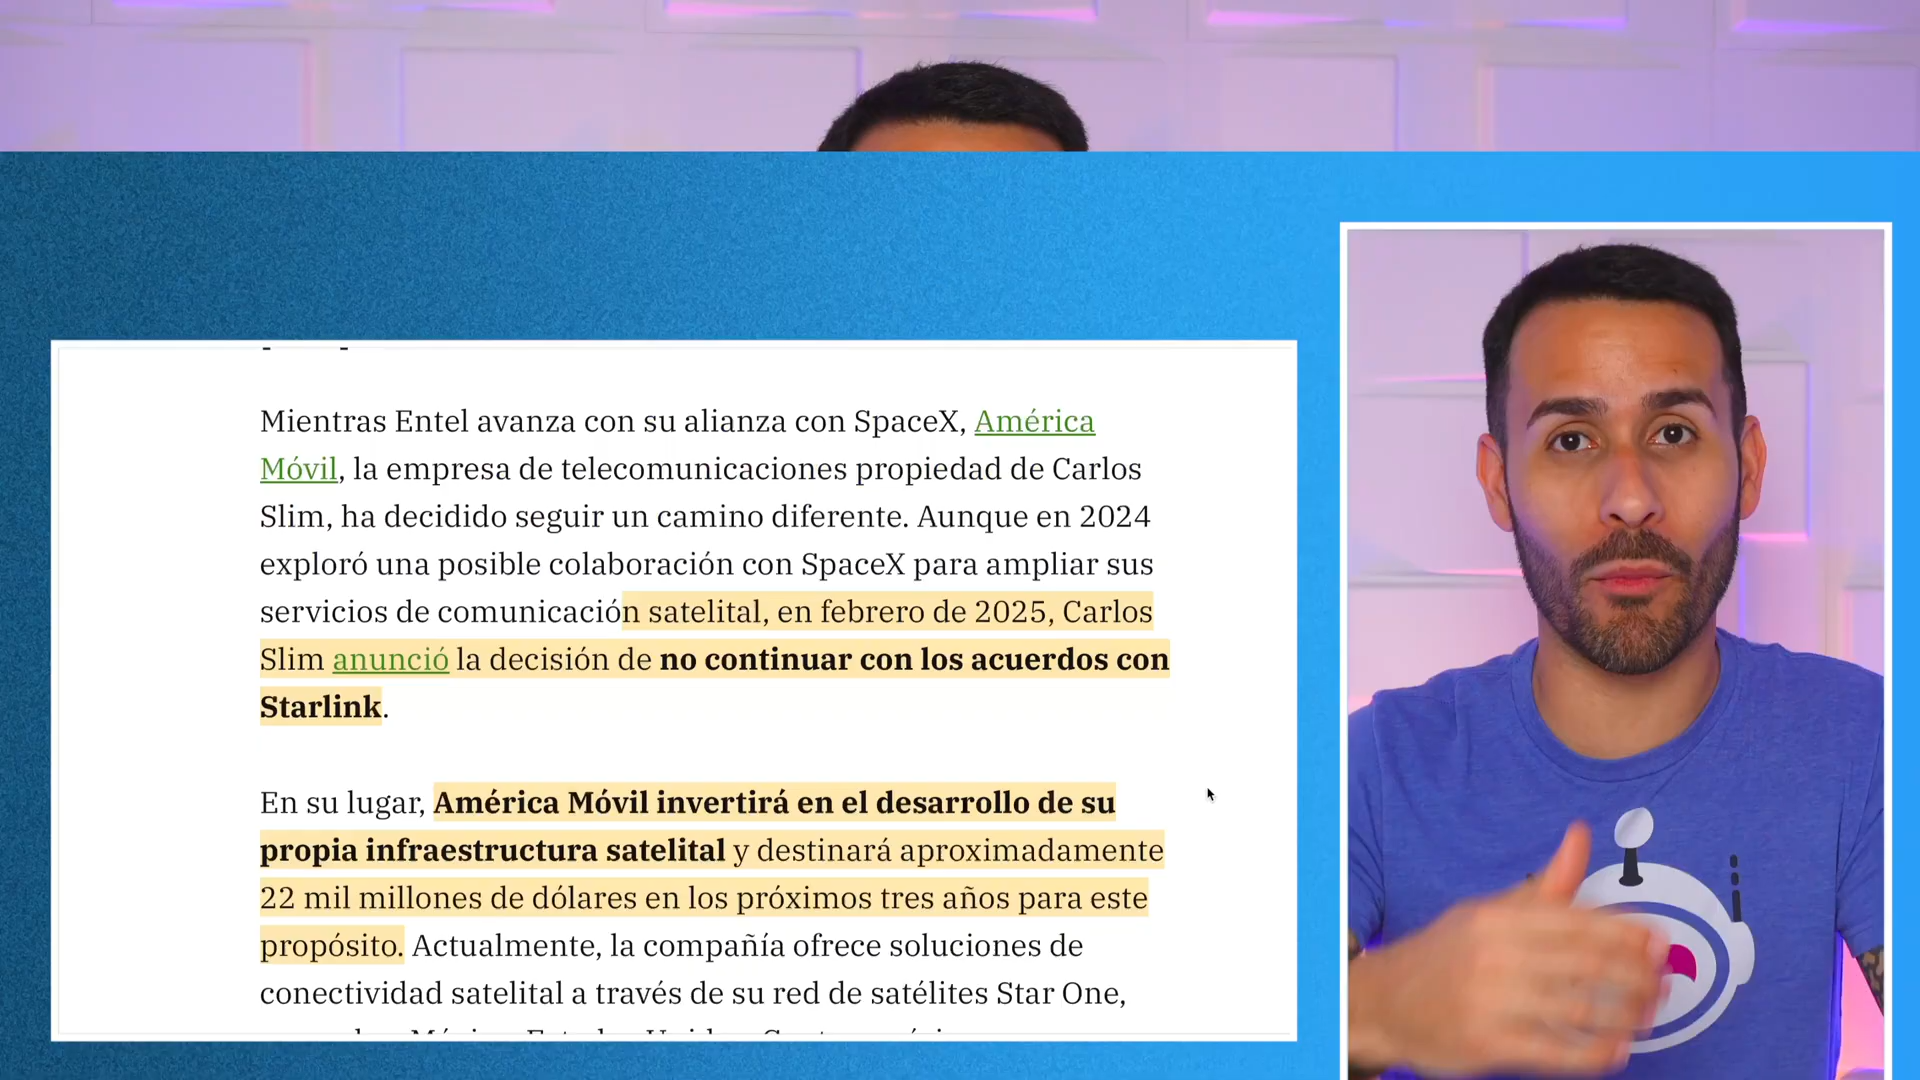 Mientras Entel avanza con su alianza con SpaceX, América
Móvil, la empresa de telecomunicaciones propiedad de Carlos
Slim, ha decidido seguir un camino diferente. Aunque en 2024
exploró una posible colaboración con SpaceX para ampliar sus
servicios de comunicación satelital, en febrero de 2025, Carlos
Slim anunció la decisión de no continuar con los acuerdos con
Starlink.
En su lugar, América Móvil invertirá en el desarrollo de su
propia infraestructura satelital y destinará aproximadamente
22 mil millones de dólares en los próximos tres años para este
propósito. Actualmente, la compañía ofrece soluciones de
conectividad satelital a través de su red de satélites Star One,